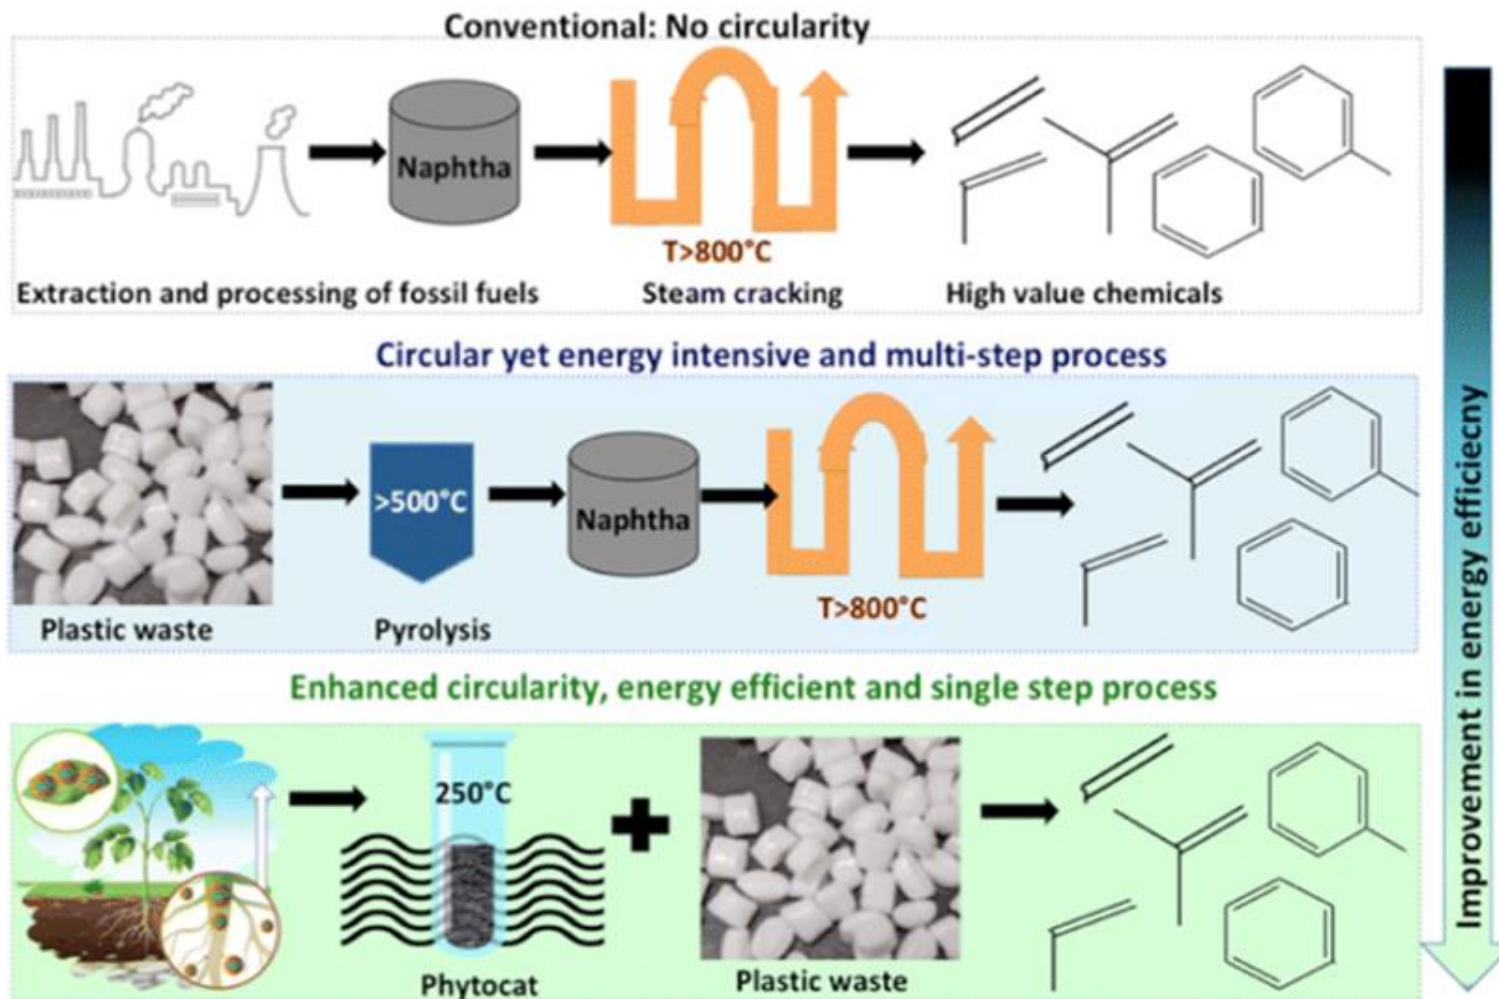 Conventional: No circularity
Naphtha
T>800°C
Extraction and processing of fossil fuels
Steam cracking
High value chemicals
Circular yet energy intensive and multi-step process
>500°C
Naphtha
T>800°C
Plastic waste
Pyrolysis
Enhanced circularity, energy efficient and single step process
250°C
Phytocat
Plastic waste
Improvement in energy efficiecny